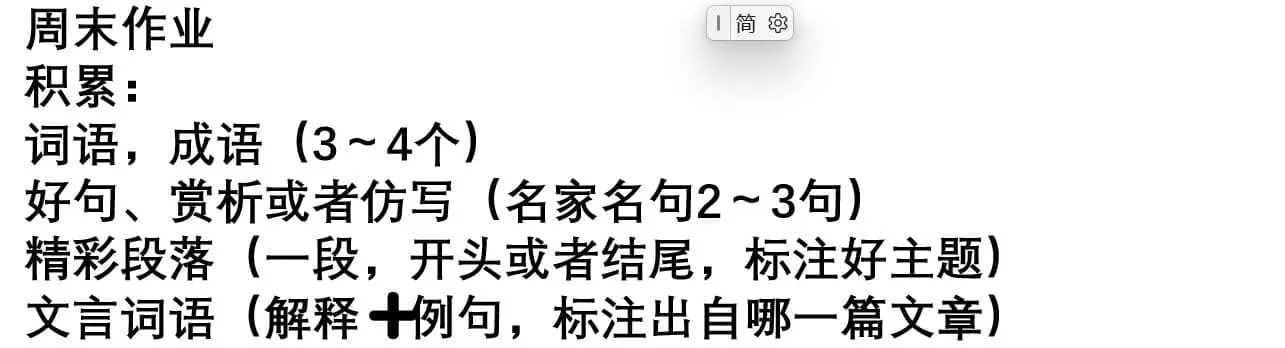 周末作业
简
积累：
词语，成语（3～4个）
好句、赏析或者仿写（名家名句2～3句）
精彩段落（一段，开头或者结尾，标注好主题）
文言词语（解释➕例句，标注出自哪一篇文章）